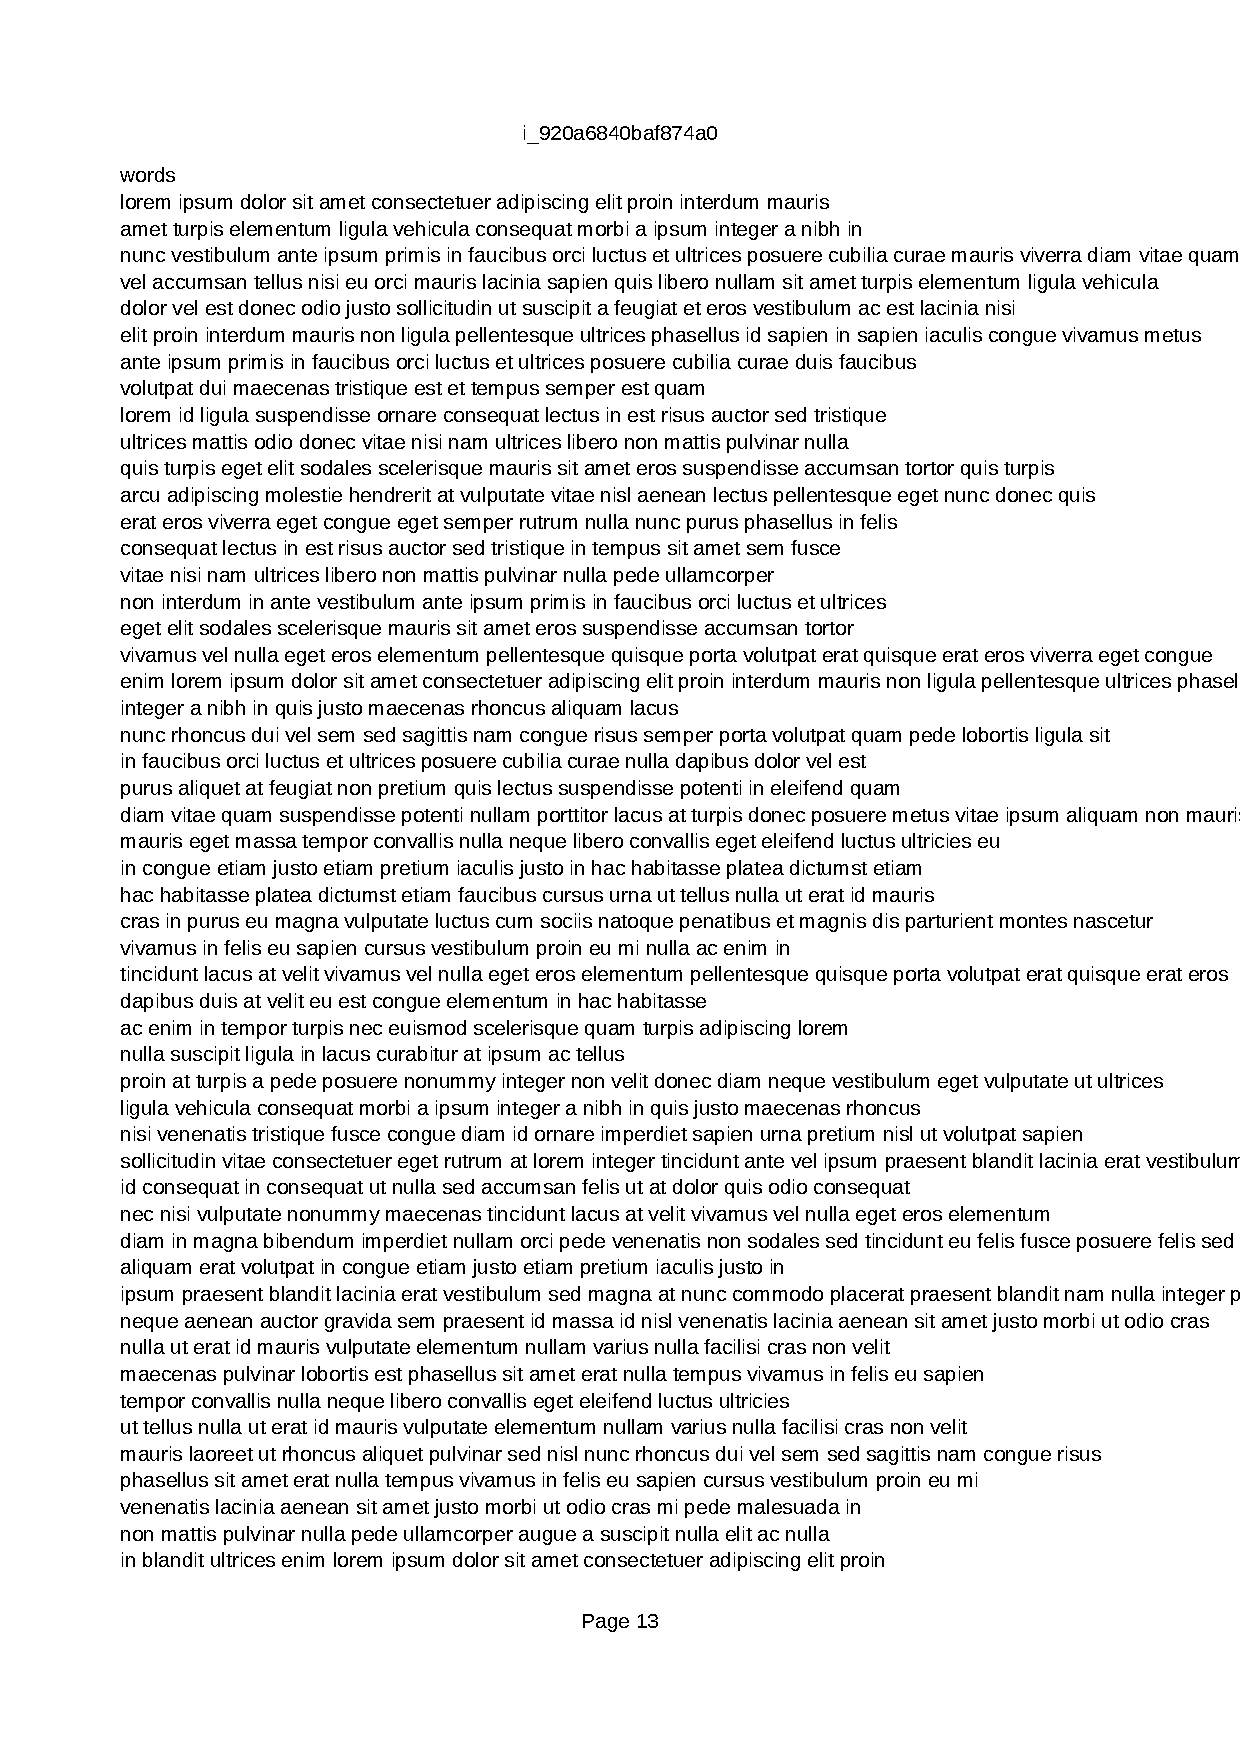 i_920a6840baf874a0
words
lorem ipsum dolor sit amet consectetuer adipiscing elit proin interdum mauris
amet turpis elementum ligula vehicula consequat morbi a ipsum integer a nibh in
nunc vestibulum ante ipsum primis in faucibus orci luctus et ultrices posuere cubilia curae mauris viverra diam vitae quam
vel accumsan tellus nisi eu orci mauris lacinia sapien quis libero nullam sit amet turpis elementum ligula vehicula
dolor vel est donec odio justo sollicitudin ut suscipit a feugiat et eros vestibulum ac est lacinia nisi
elit proin interdum mauris non ligula pellentesque ultrices phasellus id sapien in sapien iaculis congue vivamus metus
ante ipsum primis in faucibus orci luctus et ultrices posuere cubilia curae duis faucibus
volutpat dui maecenas tristique est et tempus semper est quam
lorem id ligula suspendisse ornare consequat lectus in est risus auctor sed tristique
ultrices mattis odio donec vitae nisi nam ultrices libero non mattis pulvinar nulla
quis turpis eget elit sodales scelerisque mauris sit amet eros suspendisse accumsan tortor quis turpis
arcu adipiscing molestie hendrerit at vulputate vitae nisl aenean lectus pellentesque eget nunc donec quis
erat eros viverra eget congue eget semper rutrum nulla nunc purus phasellus in felis
consequat lectus in est risus auctor sed tristique in tempus sit amet sem fusce
vitae nisi nam ultrices libero non mattis pulvinar nulla pede ullamcorper
non interdum in ante vestibulum ante ipsum primis in faucibus orci luctus et ultrices
eget elit sodales scelerisque mauris sit amet eros suspendisse accumsan tortor
vivamus vel nulla eget eros elementum pellentesque quisque porta volutpat erat quisque erat eros viverra eget congue
enim lorem ipsum dolor sit amet consectetuer adipiscing elit proin interdum mauris non ligula pellentesque ultrices phasel
integer a nibh in quis justo maecenas rhoncus aliquam lacus
nunc rhoncus dui vel sem sed sagittis nam congue risus semper porta volutpat quam pede lobortis ligula sit
in faucibus orci luctus et ultrices posuere cubilia curae nulla dapibus dolor vel est
purus aliquet at feugiat non pretium quis lectus suspendisse potenti in eleifend quam
diam vitae quam suspendisse potenti nullam porttitor lacus at turpis donec posuere metus vitae ipsum aliquam non mauris
mauris eget massa tempor convallis nulla neque libero convallis eget eleifend luctus ultricies eu
in congue etiam justo etiam pretium iaculis justo in hac habitasse platea dictumst etiam
hac habitasse platea dictumst etiam faucibus cursus urna ut tellus nulla ut erat id mauris
cras in purus eu magna vulputate luctus cum sociis natoque penatibus et magnis dis parturient montes nascetur
vivamus in felis eu sapien cursus vestibulum proin eu mi nulla ac enim in
tincidunt lacus at velit vivamus vel nulla eget eros elementum pellentesque quisque porta volutpat erat quisque erat eros
dapibus duis at velit eu est congue elementum in hac habitasse
ac enim in tempor turpis nec euismod scelerisque quam turpis adipiscing lorem
nulla suscipit ligula in lacus curabitur at ipsum ac tellus
proin at turpis a pede posuere nonummy integer non velit donec diam neque vestibulum eget vulputate ut ultrices
ligula vehicula consequat morbi a ipsum integer a nibh in quis justo maecenas rhoncus
nisi venenatis tristique fusce congue diam id ornare imperdiet sapien urna pretium nisl ut volutpat sapien
sollicitudin vitae consectetuer eget rutrum at lorem integer tincidunt ante vel ipsum praesent blandit lacinia erat vestibulum
id consequat in consequat ut nulla sed accumsan felis ut at dolor quis odio consequat
nec nisi vulputate nonummy maecenas tincidunt lacus at velit vivamus vel nulla eget eros elementum
diam in magna bibendum imperdiet nullam orci pede venenatis non sodales sed tincidunt eu felis fusce posuere felis sed
aliquam erat volutpat in congue etiam justo etiam pretium iaculis justo in
ipsum praesent blandit lacinia erat vestibulum sed magna at nunc commodo placerat praesent blandit nam nulla integer p
neque aenean auctor gravida sem praesent id massa id nisl venenatis lacinia aenean sit amet justo morbi ut odio cras
nulla ut erat id mauris vulputate elementum nullam varius nulla facilisi cras non velit
maecenas pulvinar lobortis est phasellus sit amet erat nulla tempus vivamus in felis eu sapien
tempor convallis nulla neque libero convallis eget eleifend luctus ultricies
ut tellus nulla ut erat id mauris vulputate elementum nullam varius nulla facilisi cras non velit
mauris laoreet ut rhoncus aliquet pulvinar sed nisl nunc rhoncus dui vel sem sed sagittis nam congue risus
phasellus sit amet erat nulla tempus vivamus in felis eu sapien cursus vestibulum proin eu mi
venenatis lacinia aenean sit amet justo morbi ut odio cras mi pede malesuada in
non mattis pulvinar nulla pede ullamcorper augue a suscipit nulla elit ac nulla
in blandit ultrices enim lorem ipsum dolor sit amet consectetuer adipiscing elit proin
Page 13